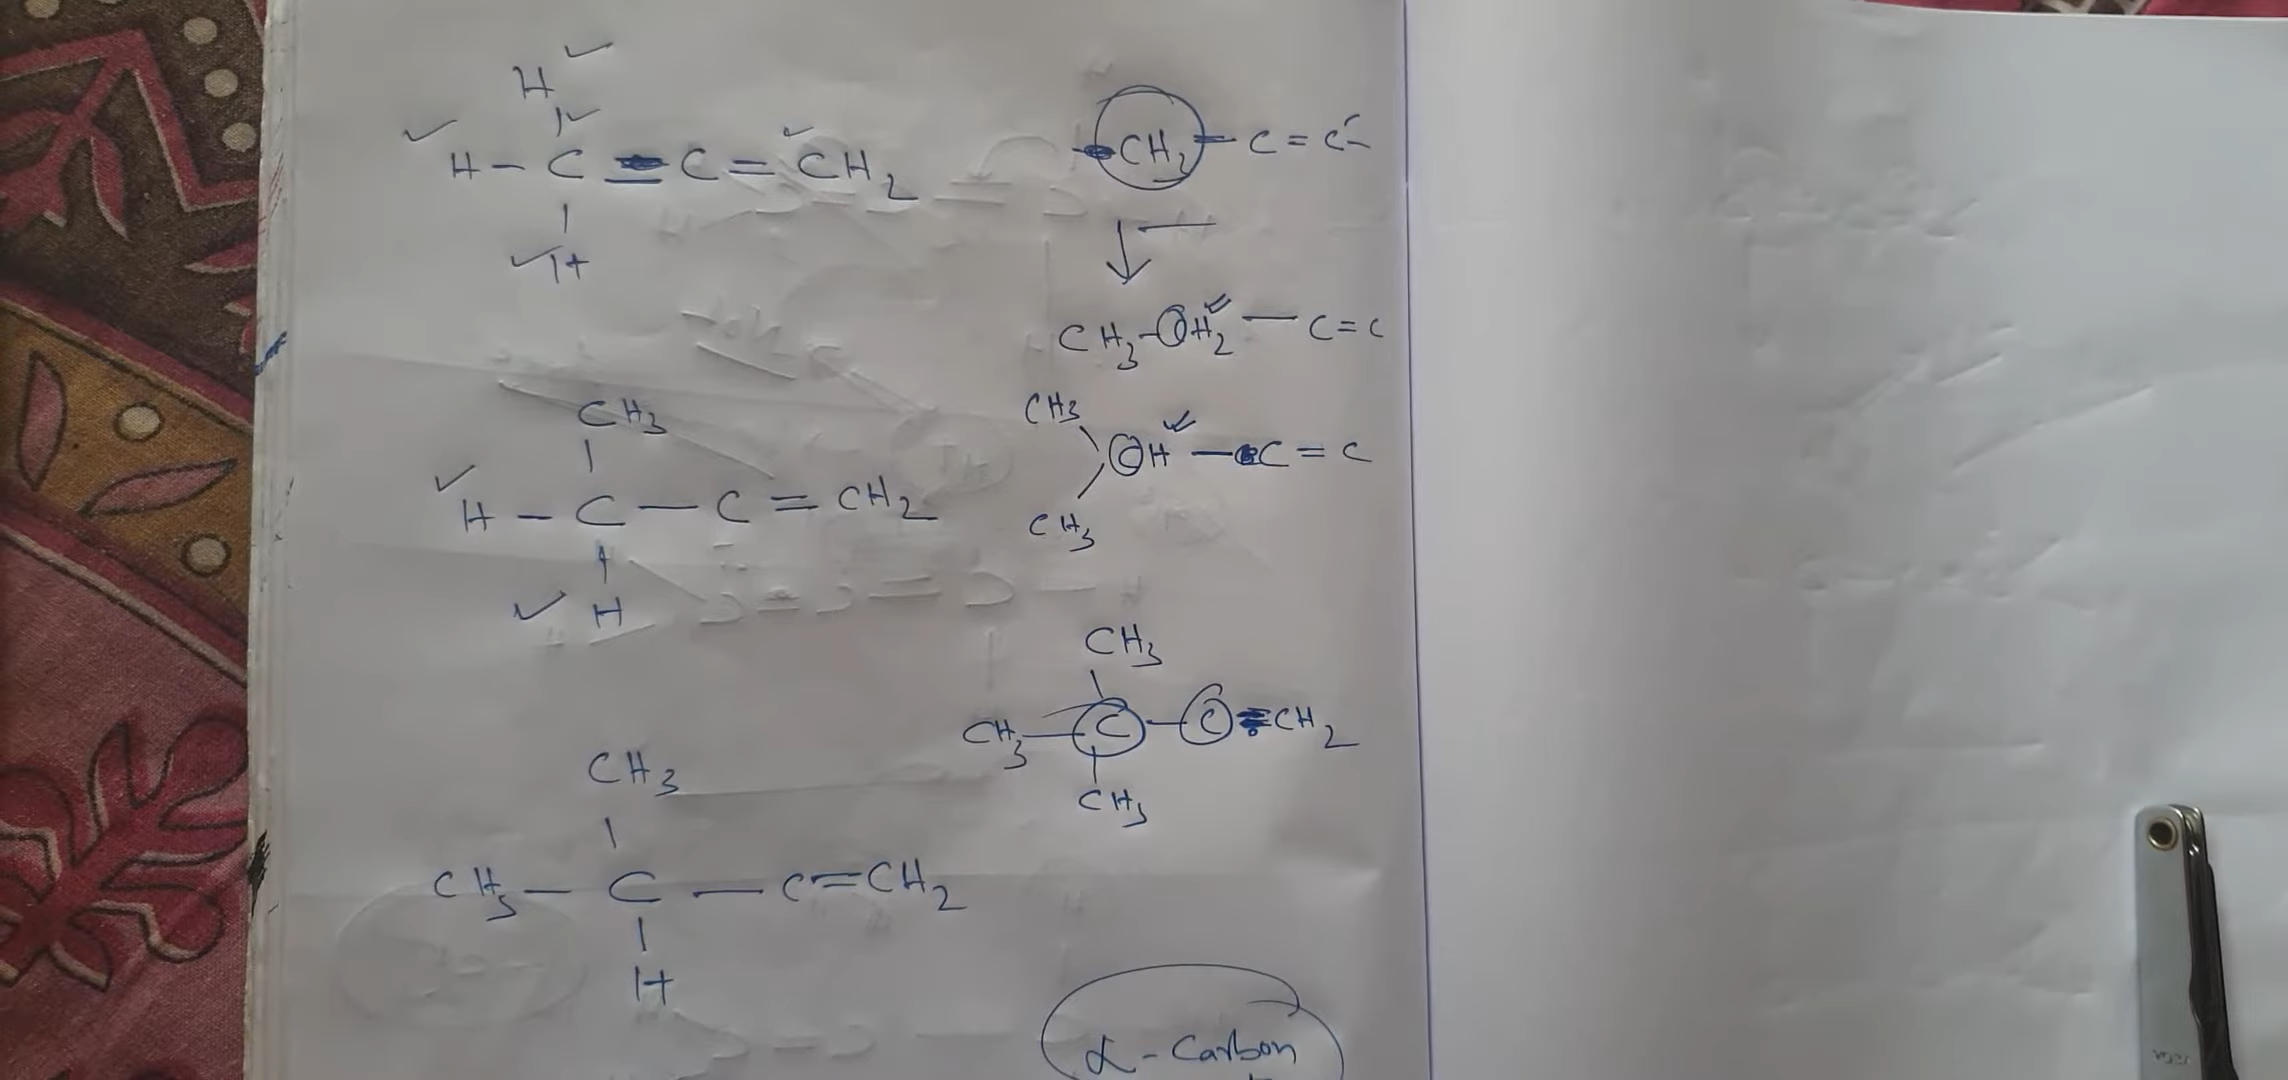 H
H - C = C = CH2
H
CH3
H - C - C = CH2
H
CH3
CH3 - C - C = CH2
H
CH2 - C = C
CH3 - CH2 - C = C
CH3
CH - C = C
CH3
CH3
CH3 - C - C = CH2
CH3
α - Carbon